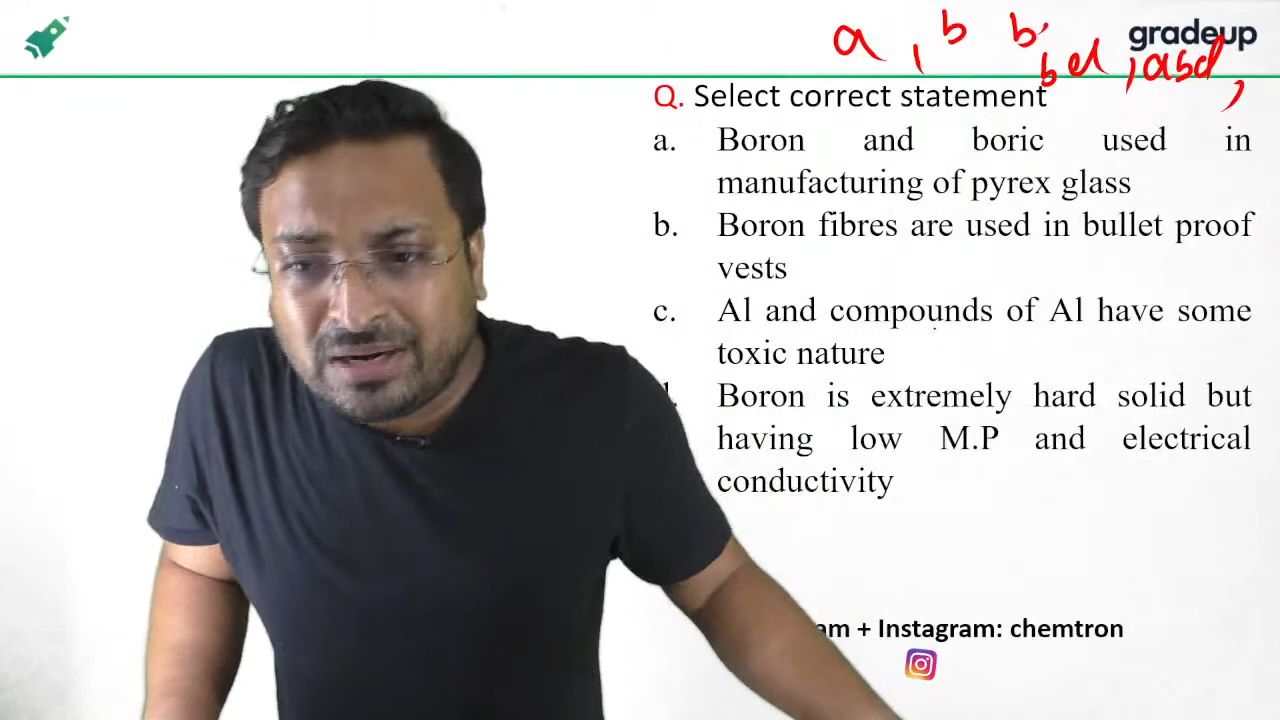 a , b b,
gradeup
b d , abd,
Q. Select correct statement
a. Boron and boric used in
manufacturing of pyrex glass
b. Boron fibres are used in bullet proof
vests
c. Al and compounds of Al have some
toxic nature
d. Boron is extremely hard solid but
having low M.P and electrical
conductivity
am + Instagram: chemtron